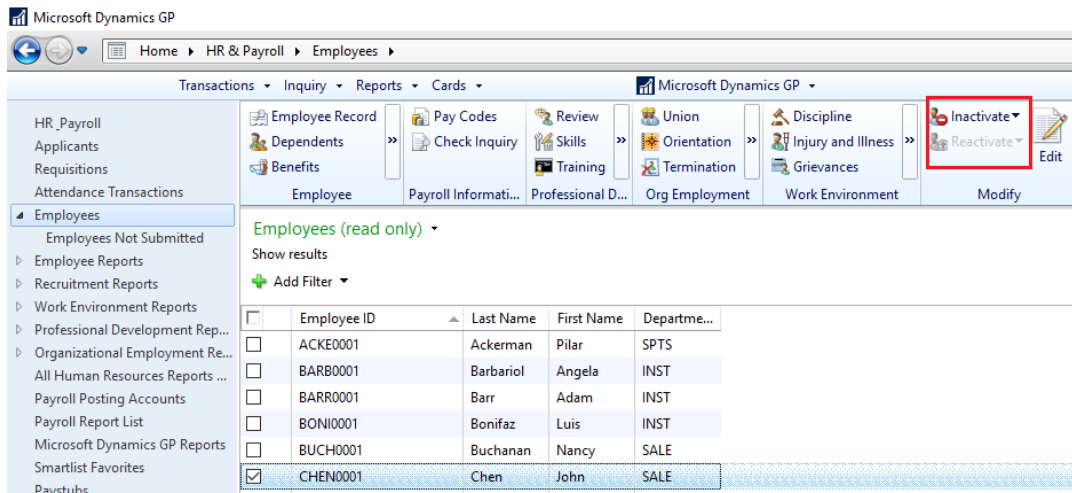 Microsoft Dynamics GP
Home HR & Payroll Employees
Transactions Inquiry Reports Cards Microsoft Dynamics GP
HR_Payroll
Applicants
Requisitions
Attendance Transactions
Employees
Employees Not Submitted
Employee Reports
Recruitment Reports
Work Environment Reports
Professional Development Rep...
Organizational Employment Re...
All Human Resources Reports ...
Payroll Posting Accounts
Payroll Report List
Microsoft Dynamics GP Reports
Smartlist Favorites
Paystubs
Employee Record
Dependents
Benefits
Employee
Pay Codes
Check Inquiry
Payroll Informati...
Review
Skills
Training
Professional D...
Union
Orientation
Termination
Org Employment
Discipline
Injury and Illness
Grievances
Work Environment
Inactivate
Reactivate
Edit
Modify
Employees (read only)
Show results
Add Filter
Employee ID Last Name First Name Departme...
ACKE0001 Ackerman Pilar SPTS
BARB0001 Barbariol Angela INST
BARR0001 Barr Adam INST
BONI0001 Bonifaz Luis INST
BUCH0001 Buchanan Nancy SALE
CHEN0001 Chen John SALE